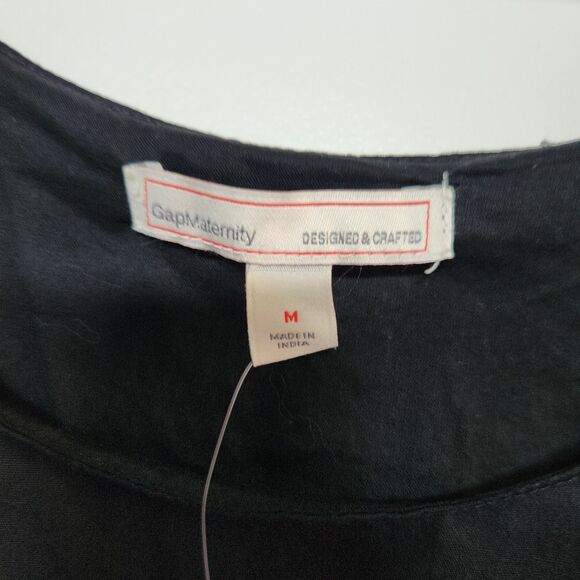 GapMaternity DESIGNED & CRAFTED
M
MADE IN
INDIA